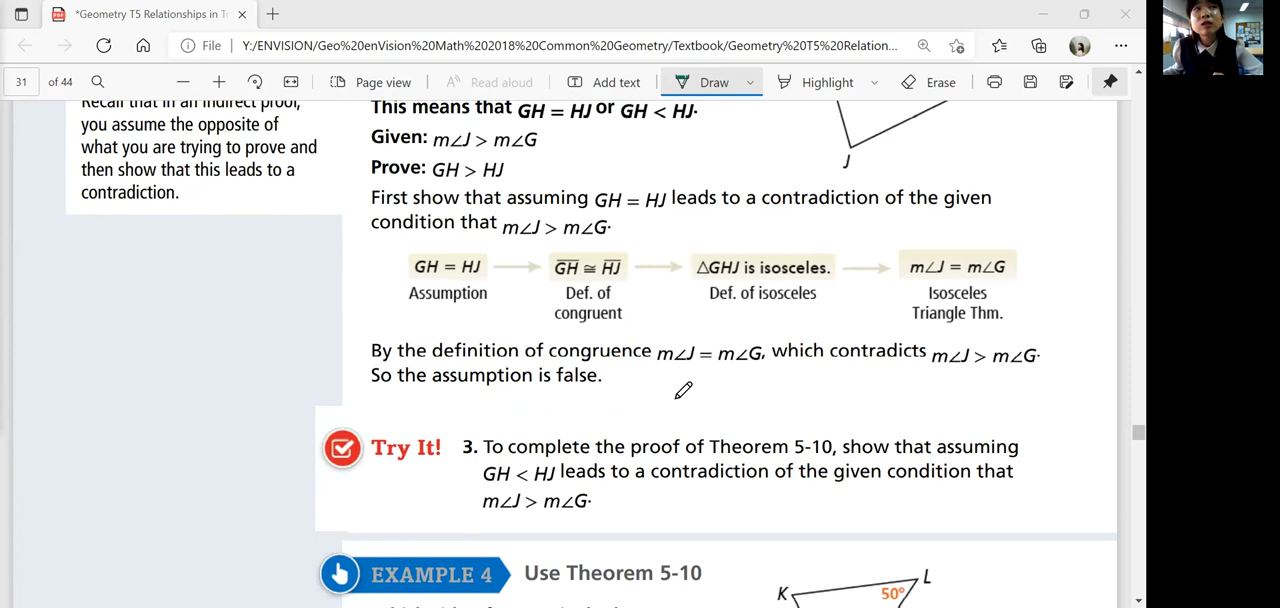 *Geometry T5 Relationships in T
File
Y:/ENVISION/Geo%20enVision%20Math%202018%20Common%20Geometry/Textbook/Geometry%20T5%20Relation...
31 of 44
Page view
Read aloud
Add text
Draw
Highlight
Erase
Recall that in an indirect proof,
you assume the opposite of
what you are trying to prove and
then show that this leads to a
contradiction.
This means that GH = HJ or GH < HJ.
Given: m∠J > m∠G
Prove: GH > HJ
J
First show that assuming GH = HJ leads to a contradiction of the given
condition that m∠J > m∠G.
GH = HJ
Assumption
G̅H̅ ≅ H̅J̅
Def. of
congruent
△GHJ is isosceles.
Def. of isosceles
m∠J = m∠G
Isosceles
Triangle Thm.
By the definition of congruence m∠J = m∠G, which contradicts m∠J > m∠G.
So the assumption is false.
Try It! 3. To complete the proof of Theorem 5-10, show that assuming
GH < HJ leads to a contradiction of the given condition that
m∠J > m∠G.
EXAMPLE 4 Use Theorem 5-10
K
L
50°